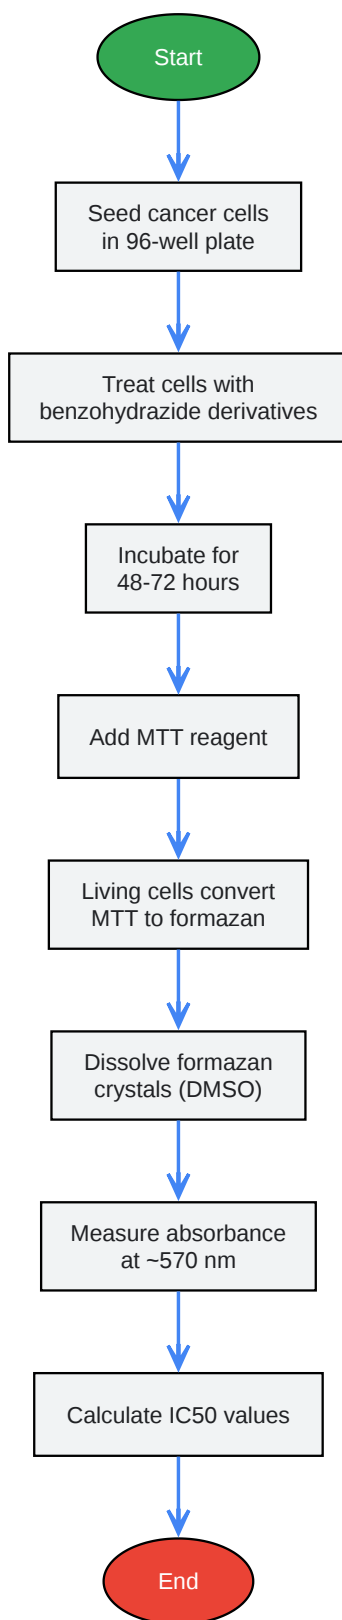 Start
Seed cancer cells
in 96-well plate
Treat cells with
benzohydrazide derivatives
Incubate for
48-72 hours
Add MTT reagent
Living cells convert
MTT to formazan
Dissolve formazan
crystals (DMSO)
Measure absorbance
at ~570 nm
Calculate IC50 values
End